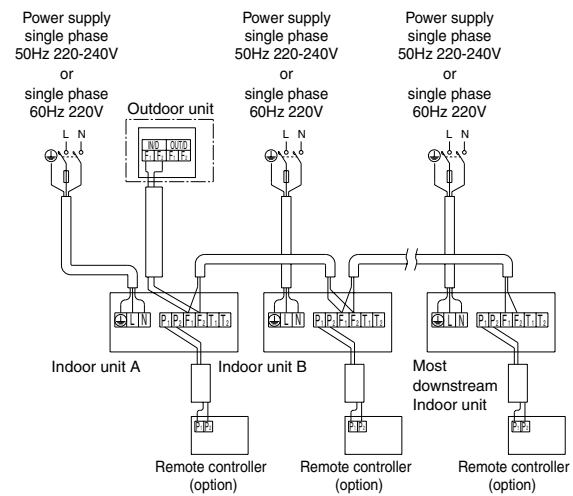 Power supply
single phase
50Hz 220-240V
or
single phase
60Hz 220V
Power supply
single phase
50Hz 220-240V
or
single phase
60Hz 220V
Power supply
single phase
50Hz 220-240V
or
single phase
60Hz 220V
Outdoor unit
L N
L N
L N
IN/D OUT/D
F1 F2 F1 F2
L N
P1 P2 F1 F2 T1 T2
L N
P1 P2 F1 F2 T1 T2
L N
P1 P2 F1 F2 T1 T2
Indoor unit A
Indoor unit B
Most
downstream
Indoor unit
P1 P2
P1 P2
P1 P2
Remote controller
(option)
Remote controller
(option)
Remote controller
(option)